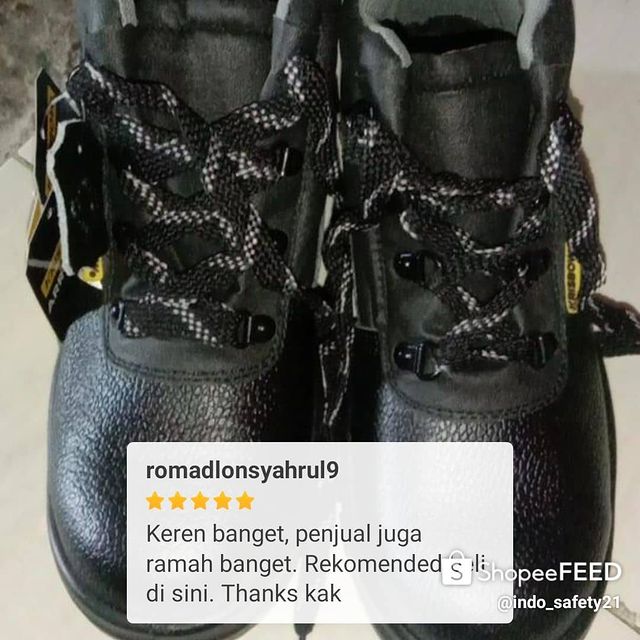 romadlonsyahrul9
Keren banget, penjual juga
ramah banget. Rekomended
di sini. Thanks kak
ShopeeFEED
@indo_safety21